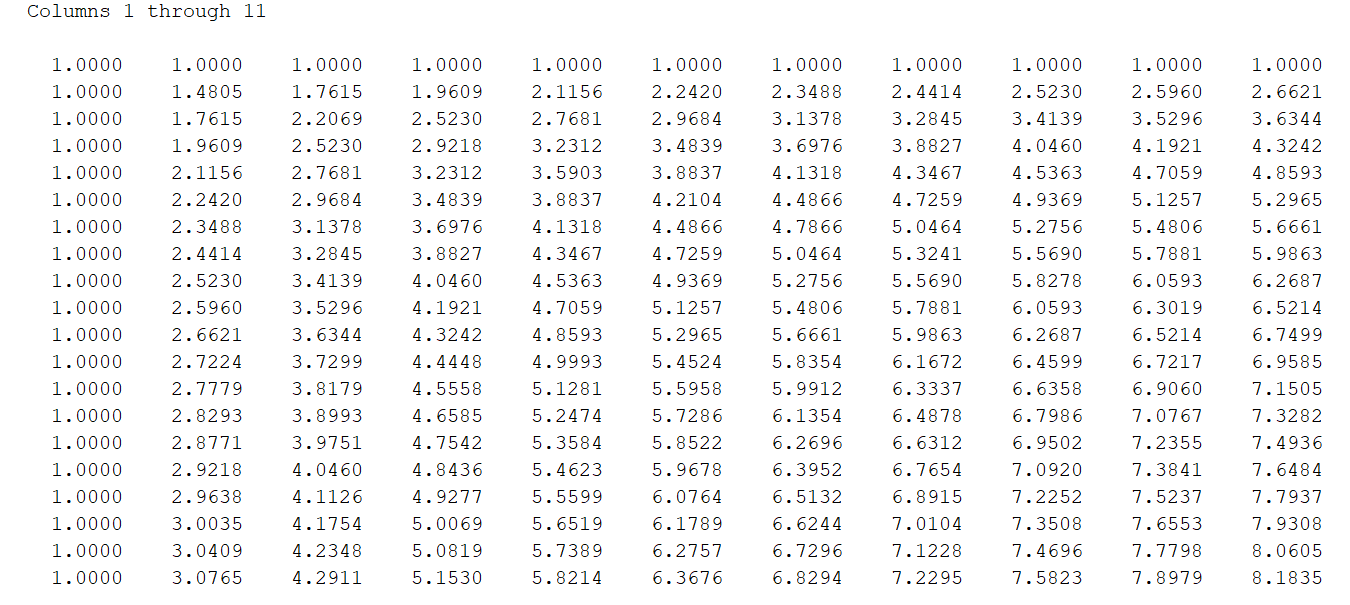 Columns 1 through 11
1.0000 1.0000 1.0000 1.0000 1.0000 1.0000 1.0000 1.0000 1.0000 1.0000 1.0000
1.0000 1.4805 1.7615 1.9609 2.1156 2.2420 2.3488 2.4414 2.5230 2.5960 2.6621
1.0000 1.7615 2.2069 2.5230 2.7681 2.9684 3.1378 3.2845 3.4139 3.5296 3.6344
1.0000 1.9609 2.5230 2.9218 3.2312 3.4839 3.6976 3.8827 4.0460 4.1921 4.3242
1.0000 2.1156 2.7681 3.2312 3.5903 3.8837 4.1318 4.3467 4.5363 4.7059 4.8593
1.0000 2.2420 2.9684 3.4839 3.8837 4.2104 4.4866 4.7259 4.9369 5.1257 5.2965
1.0000 2.3488 3.1378 3.6976 4.1318 4.4866 4.7866 5.0464 5.2756 5.4806 5.6661
1.0000 2.4414 3.2845 3.8827 4.3467 4.7259 5.0464 5.3241 5.5690 5.7881 5.9863
1.0000 2.5230 3.4139 4.0460 4.5363 4.9369 5.2756 5.5690 5.8278 6.0593 6.2687
1.0000 2.5960 3.5296 4.1921 4.7059 5.1257 5.4806 5.7881 6.0593 6.3019 6.5214
1.0000 2.6621 3.6344 4.3242 4.8593 5.2965 5.6661 5.9863 6.2687 6.5214 6.7499
1.0000 2.7224 3.7299 4.4448 4.9993 5.4524 5.8354 6.1672 6.4599 6.7217 6.9585
1.0000 2.7779 3.8179 4.5558 5.1281 5.5958 5.9912 6.3337 6.6358 6.9060 7.1505
1.0000 2.8293 3.8993 4.6585 5.2474 5.7286 6.1354 6.4878 6.7986 7.0767 7.3282
1.0000 2.8771 3.9751 4.7542 5.3584 5.8522 6.2696 6.6312 6.9502 7.2355 7.4936
1.0000 2.9218 4.0460 4.8436 5.4623 5.9678 6.3952 6.7654 7.0920 7.3841 7.6484
1.0000 2.9638 4.1126 4.9277 5.5599 6.0764 6.5132 6.8915 7.2252 7.5237 7.7937
1.0000 3.0035 4.1754 5.0069 5.6519 6.1789 6.6244 7.0104 7.3508 7.6553 7.9308
1.0000 3.0409 4.2348 5.0819 5.7389 6.2757 6.7296 7.1228 7.4696 7.7798 8.0605
1.0000 3.0765 4.2911 5.1530 5.8214 6.3676 6.8294 7.2295 7.5823 7.8979 8.1835